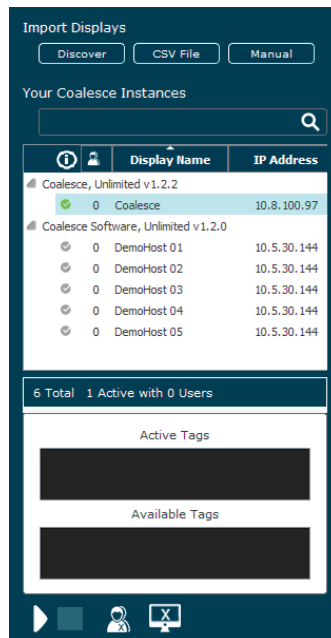 Import Displays
Discover CSV File Manual
Your Coalesce Instances
Display Name IP Address
Coalesce, Unlimited v1.2.2
0 Coalesce 10.8.100.97
Coalesce Software, Unlimited v1.2.0
0 DemoHost 01 10.5.30.144
0 DemoHost 02 10.5.30.144
0 DemoHost 03 10.5.30.144
0 DemoHost 04 10.5.30.144
0 DemoHost 05 10.5.30.144
6 Total 1 Active with 0 Users
Active Tags
Available Tags